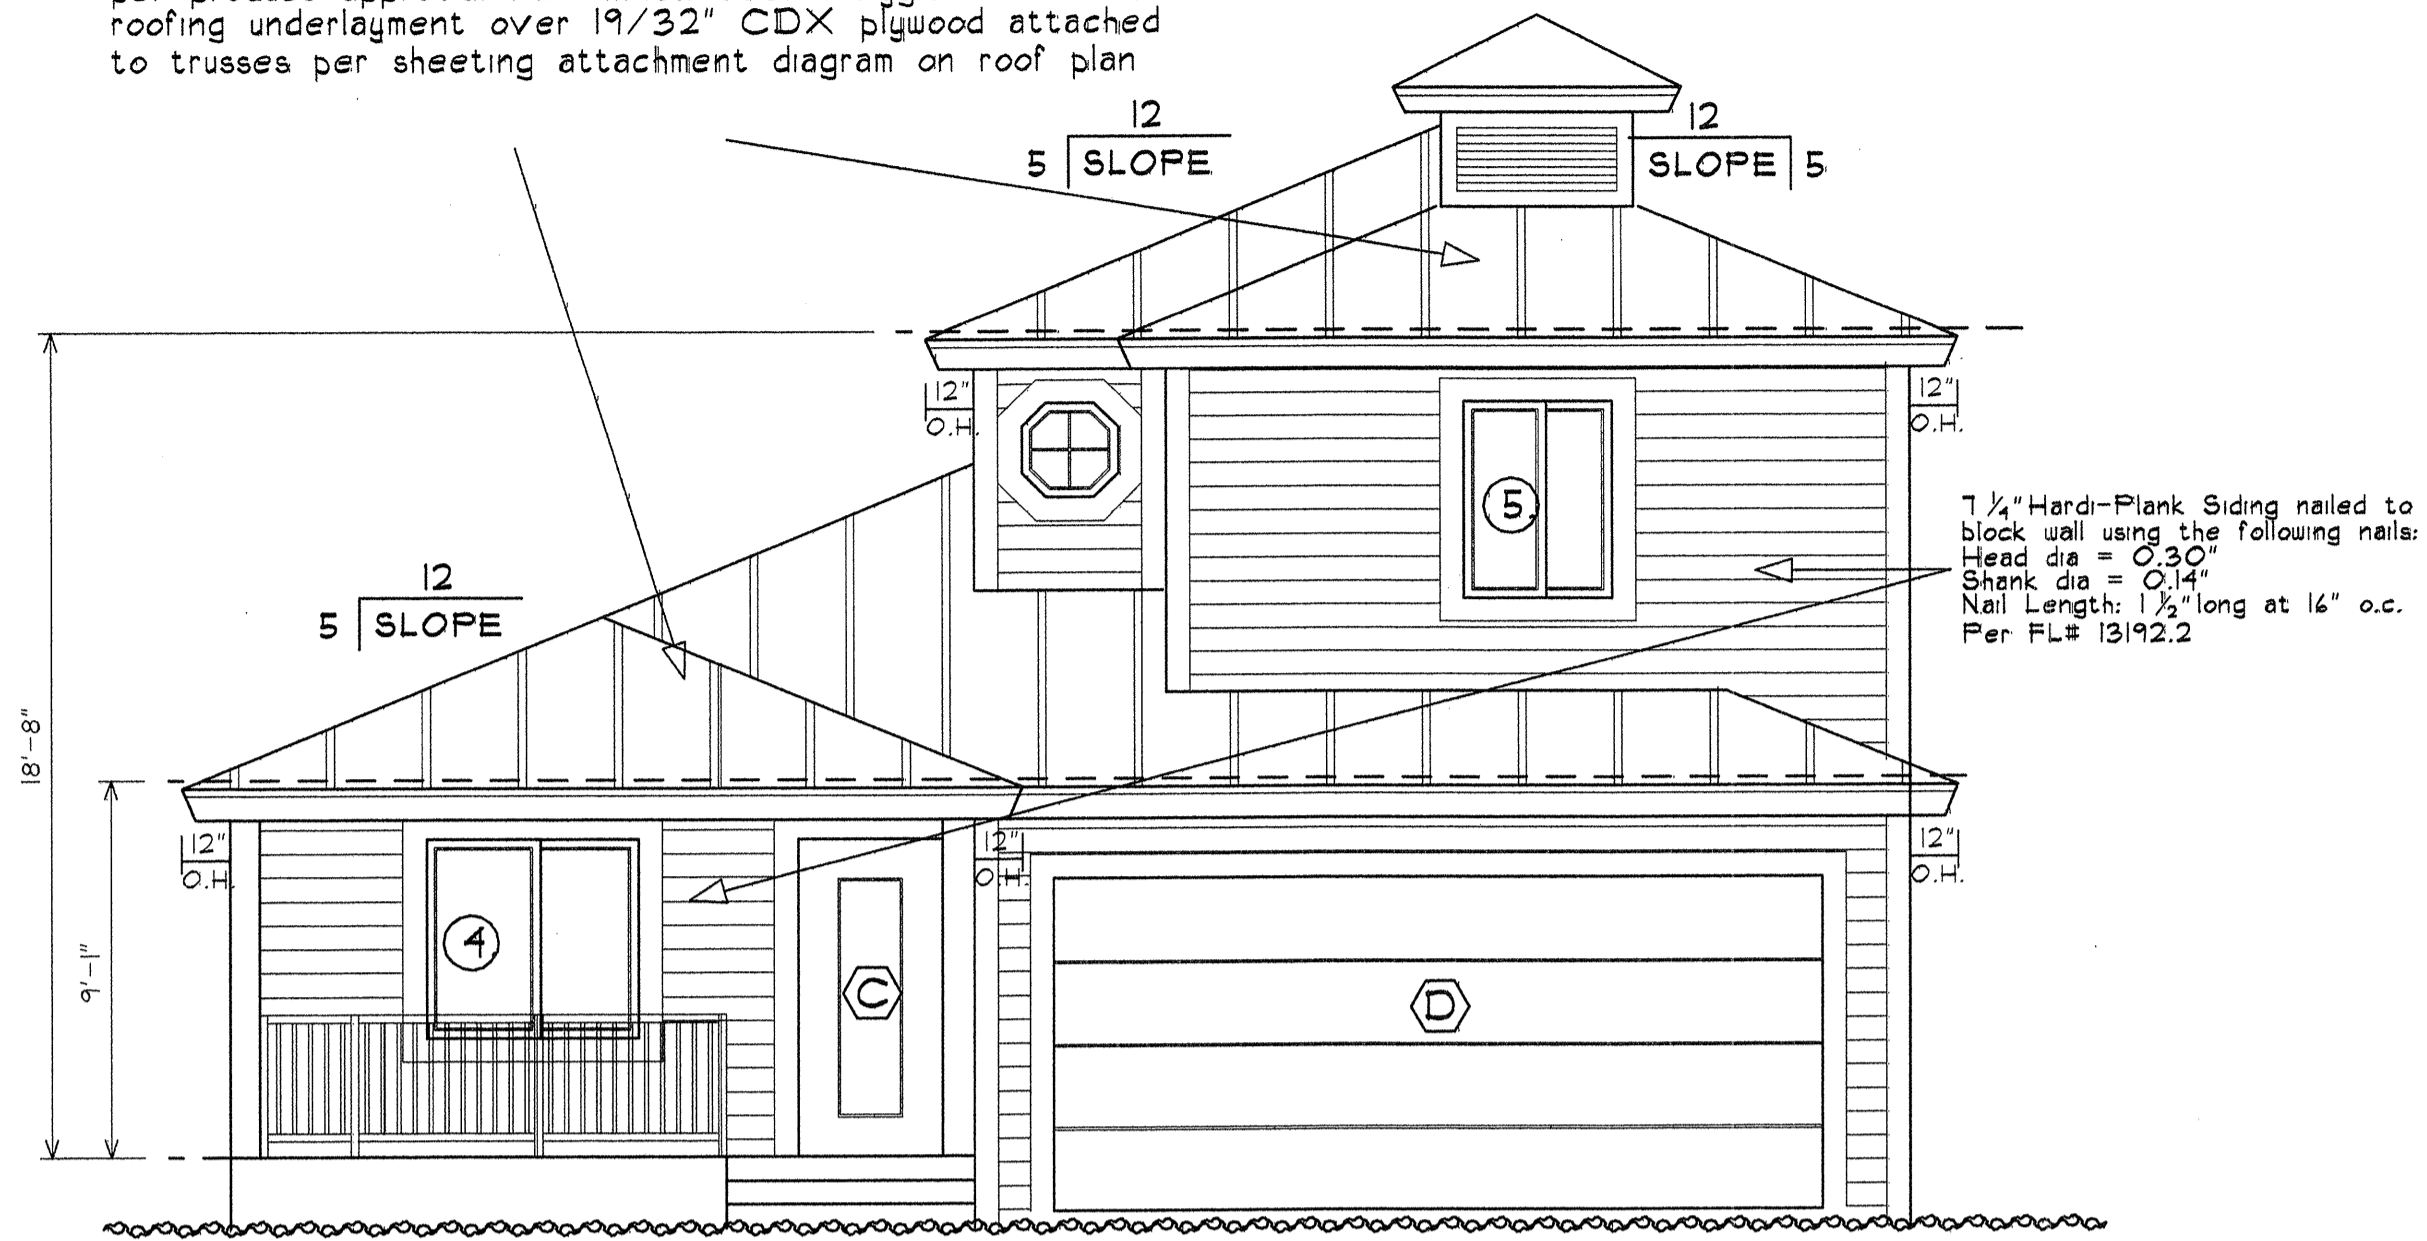 roofing underlayment over 19/32" CDX plywood attached
to trusses per sheeting attachment diagram on roof plan
12
5 SLOPE
12
SLOPE 5
12"
O.H.
12"
O.H.
7 1/4" Hardi-Plank Siding nailed to
block wall using the following nails:
Head dia = 0.30"
Shank dia = 0.14"
Nail Length: 1 1/2" long at 16" o.c.
Per FL# 13192.2
5
12
5 SLOPE
18'-8"
9'-1"
12"
O.H.
12"
O.H.
12"
O.H.
4
C
D